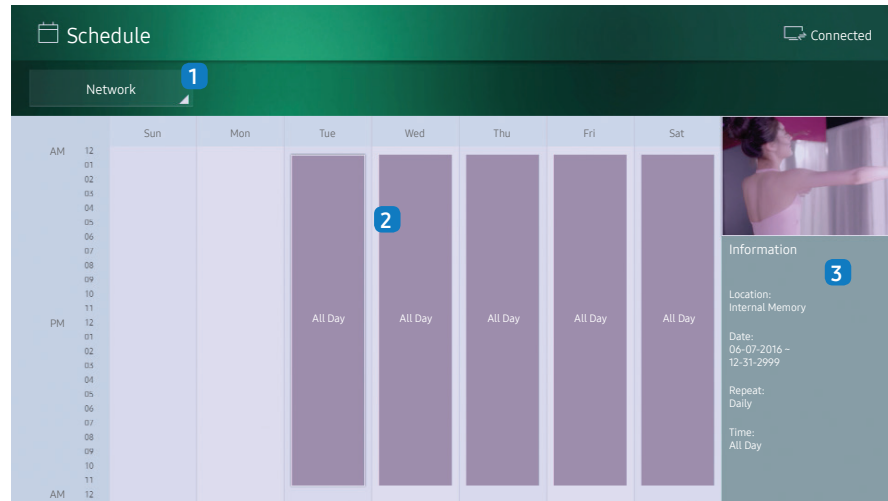 Schedule
Connected
Network
1
Sun Mon Tue Wed Thu Fri Sat
AM 12
01
02
03
04
05
06
07
08
09
10
11
PM 12
01
02
03
04
05
06
07
08
09
10
11
AM 12
2
All Day All Day All Day All Day All Day
Information
3
Location:
Internal Memory
Date:
06-07-2016 –
12-31-2999
Repeat:
Daily
Time:
All Day